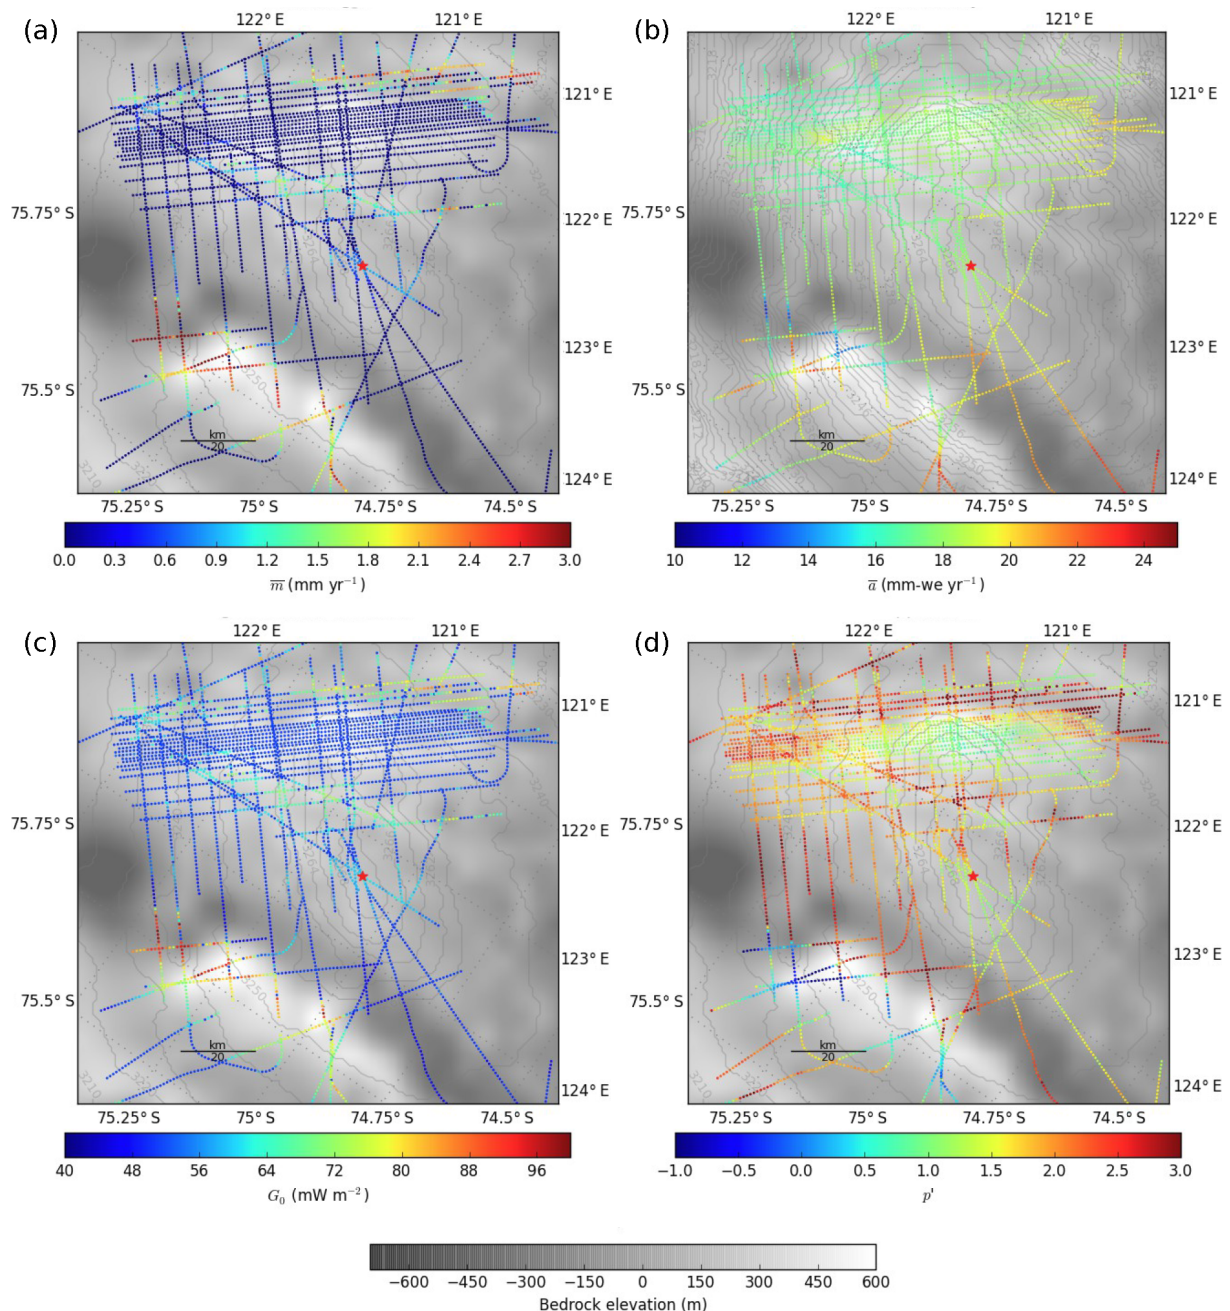 (a)
122° E 121° E
121° E
75.75° S
122° E
3264
123° E
75.5° S
3250
km
20
3210
124° E
75.25° S 75° S 74.75° S 74.5° S
0.0 0.3 0.6 0.9 1.2 1.5 1.8 2.1 2.4 2.7 3.0
m̅ (mm yr⁻¹)
(b)
122° E 121° E
121° E
75.75° S
122° E
123° E
75.5° S
km
20
124° E
75.25° S 75° S 74.75° S 74.5° S
10 12 14 16 18 20 22 24
a̅ (mm-we yr⁻¹)
(c)
122° E 121° E
121° E
75.75° S
122° E
3264
123° E
75.5° S
3250
km
20
3210
124° E
75.25° S 75° S 74.75° S 74.5° S
40 48 56 64 72 80 88 96
G₀ (mW m⁻²)
(d)
122° E 121° E
121° E
75.75° S
122° E
123° E
75.5° S
3250
km
20
3210
124° E
75.25° S 75° S 74.75° S 74.5° S
−1.0 −0.5 0.0 0.5 1.0 1.5 2.0 2.5 3.0
p'
−600 −450 −300 −150 0 150 300 450 600
Bedrock elevation (m)